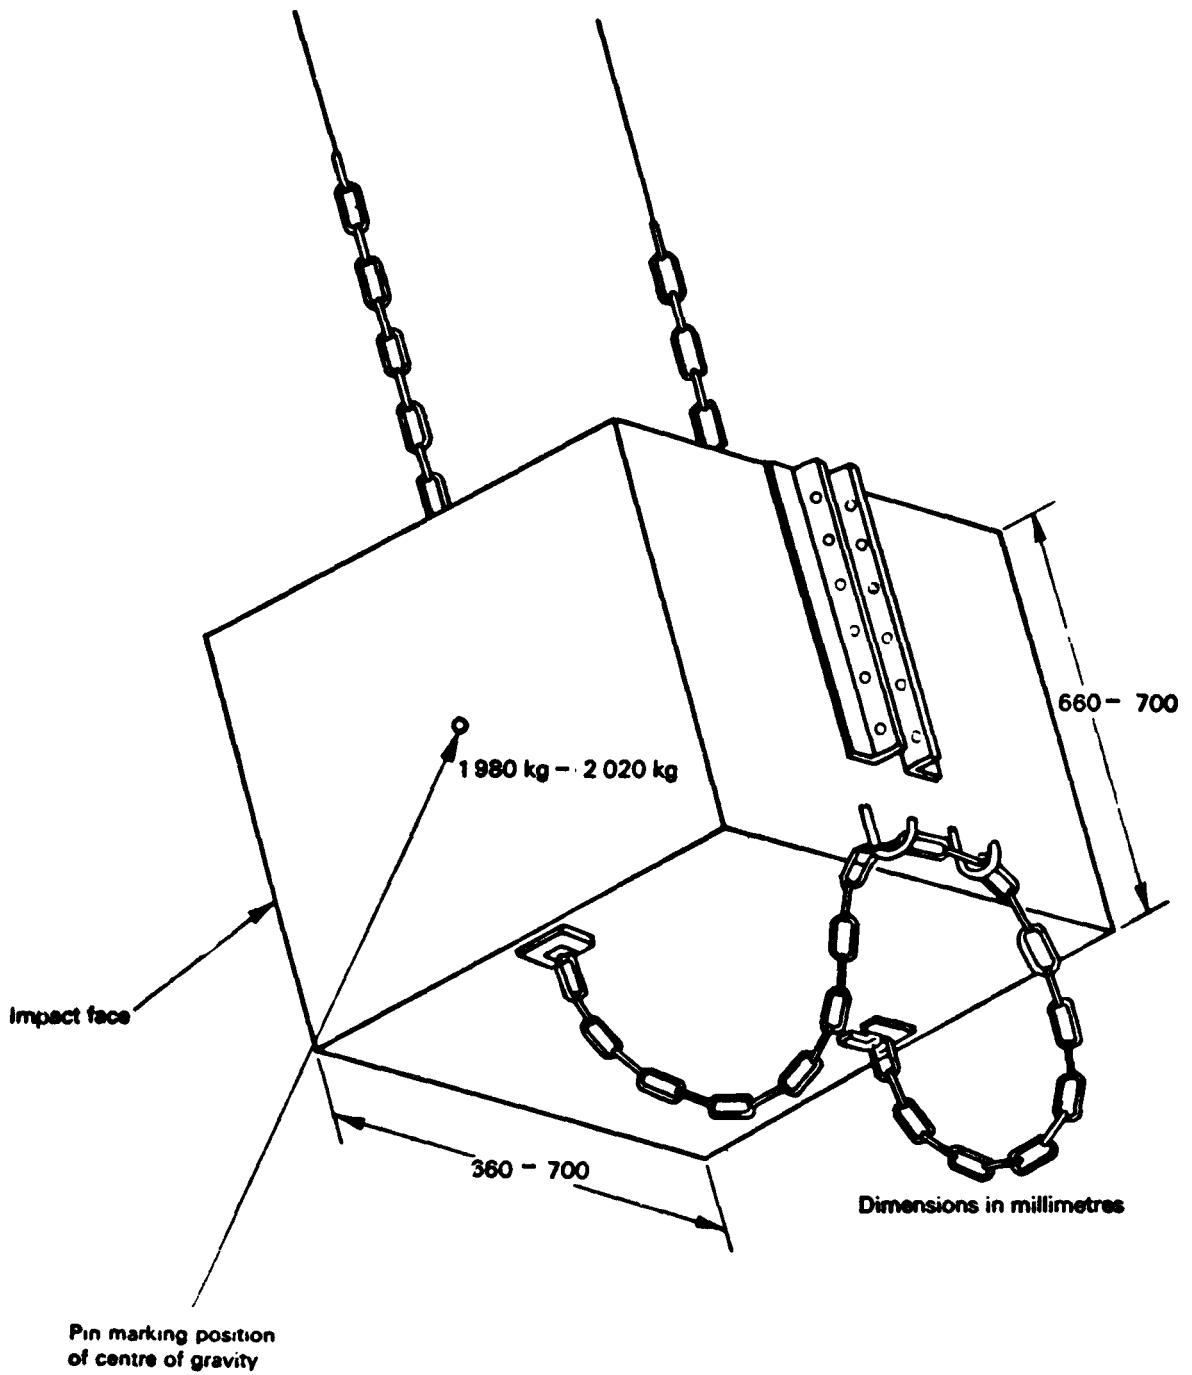 660 – 700
1 980 kg – 2 020 kg
Impact face
360 – 700
Dimensions in millimetres
Pin marking position
of centre of gravity